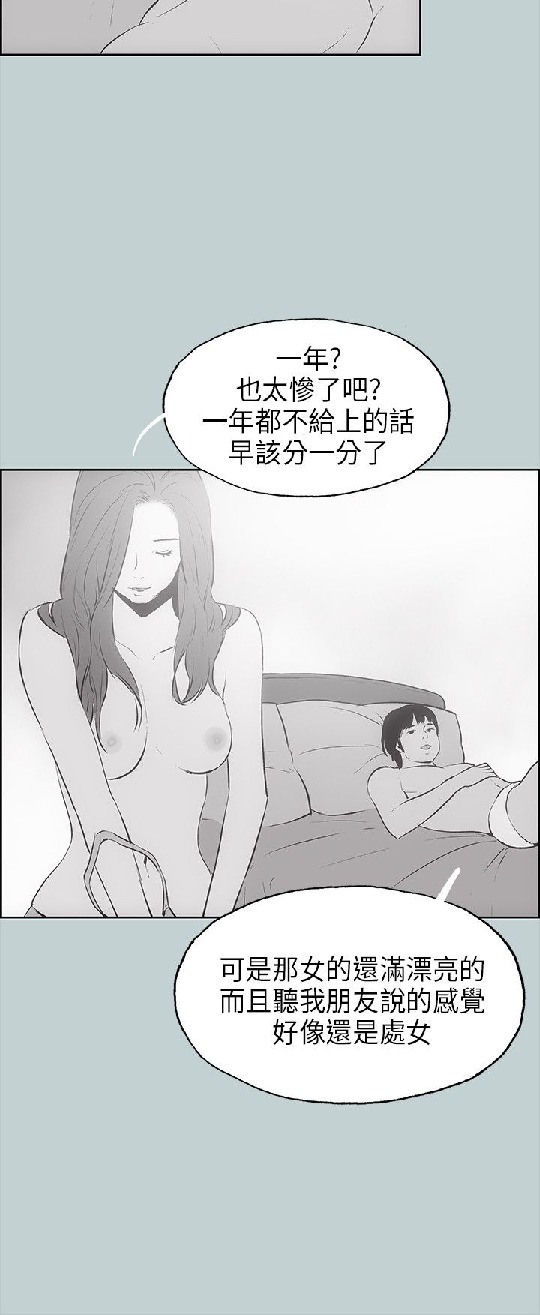 一年?
也太慘了吧?
一年都不給上的話
早該分一分了
可是那女的還滿漂亮的
而且聽我朋友說的感覺
好像還是處女